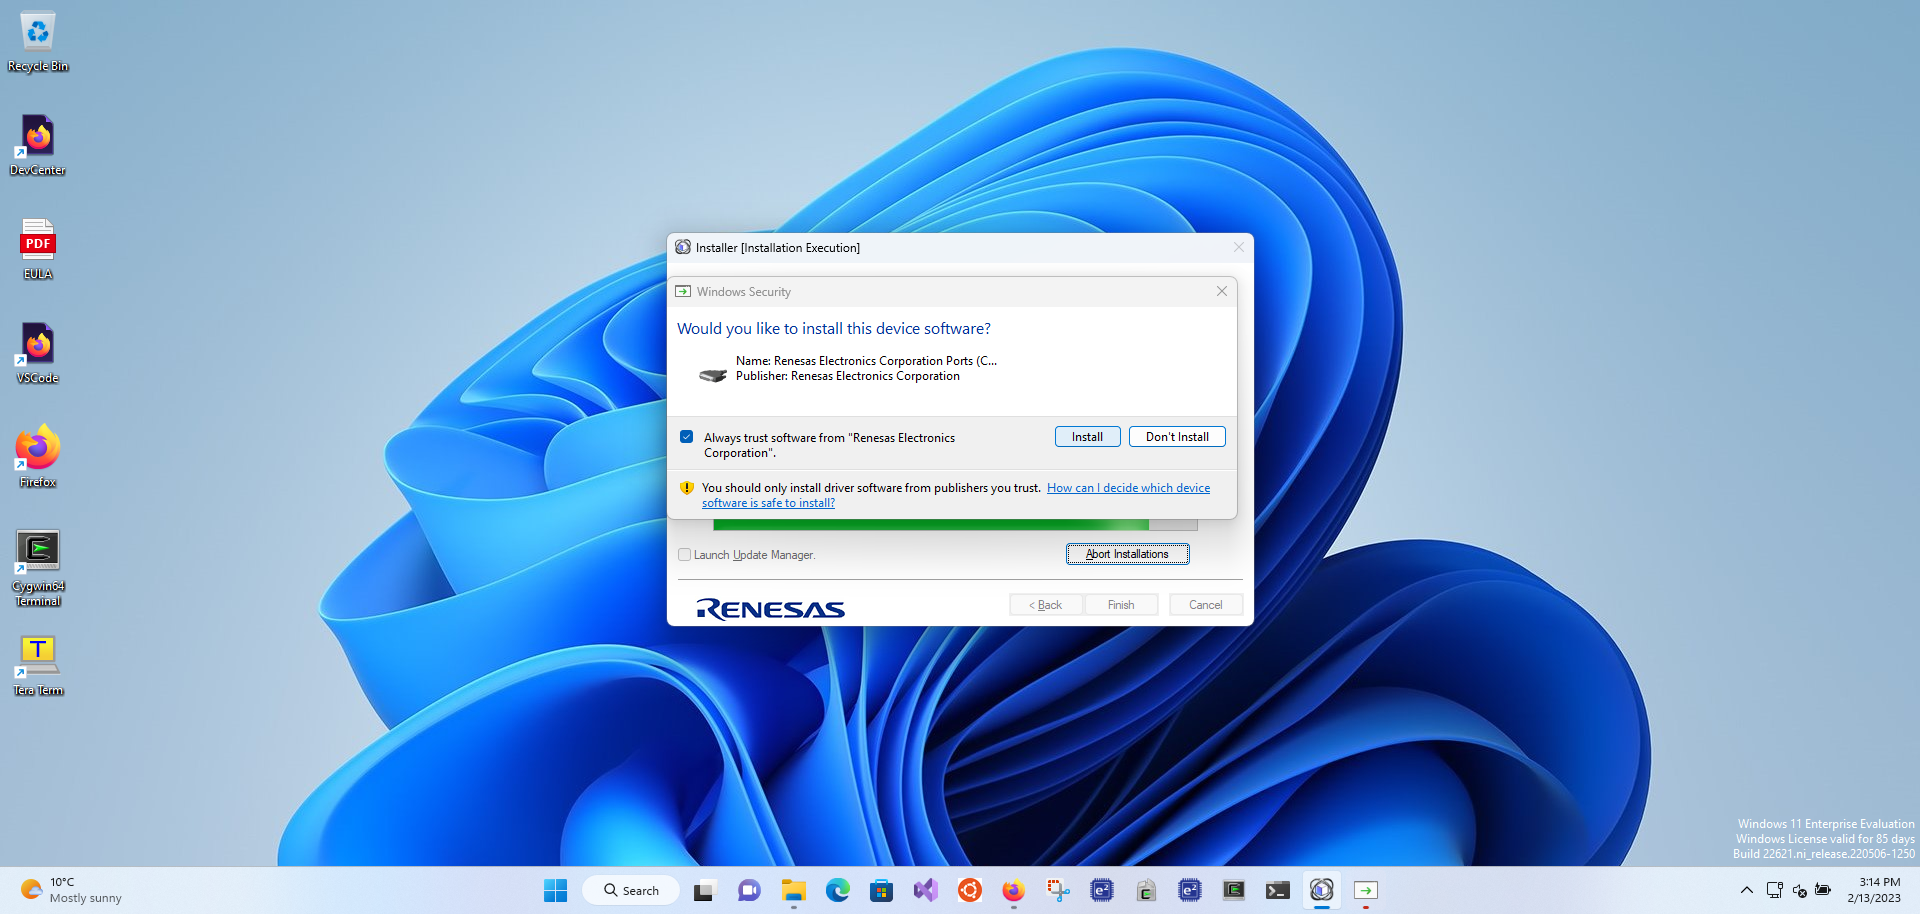 Recycle Bin
DevCenter
PDF
EULA
VSCode
Firefox
Cygwin64
Terminal
T
Tera Term
Installer [Installation Execution]
Windows Security
Would you like to install this device software?
Name: Renesas Electronics Corporation Ports (C...
Publisher: Renesas Electronics Corporation
Always trust software from "Renesas Electronics
Corporation".
Install
Don't Install
You should only install driver software from publishers you trust. How can I decide which device
software is safe to install?
Launch Update Manager.
Abort Installations
RENESAS
< Back
Finish
Cancel
Windows 11 Enterprise Evaluation
Windows License valid for 85 days
Build 22621.ni_release.220506-1250
10°C
Mostly sunny
Search
e²
e²
3:14 PM
2/13/2023